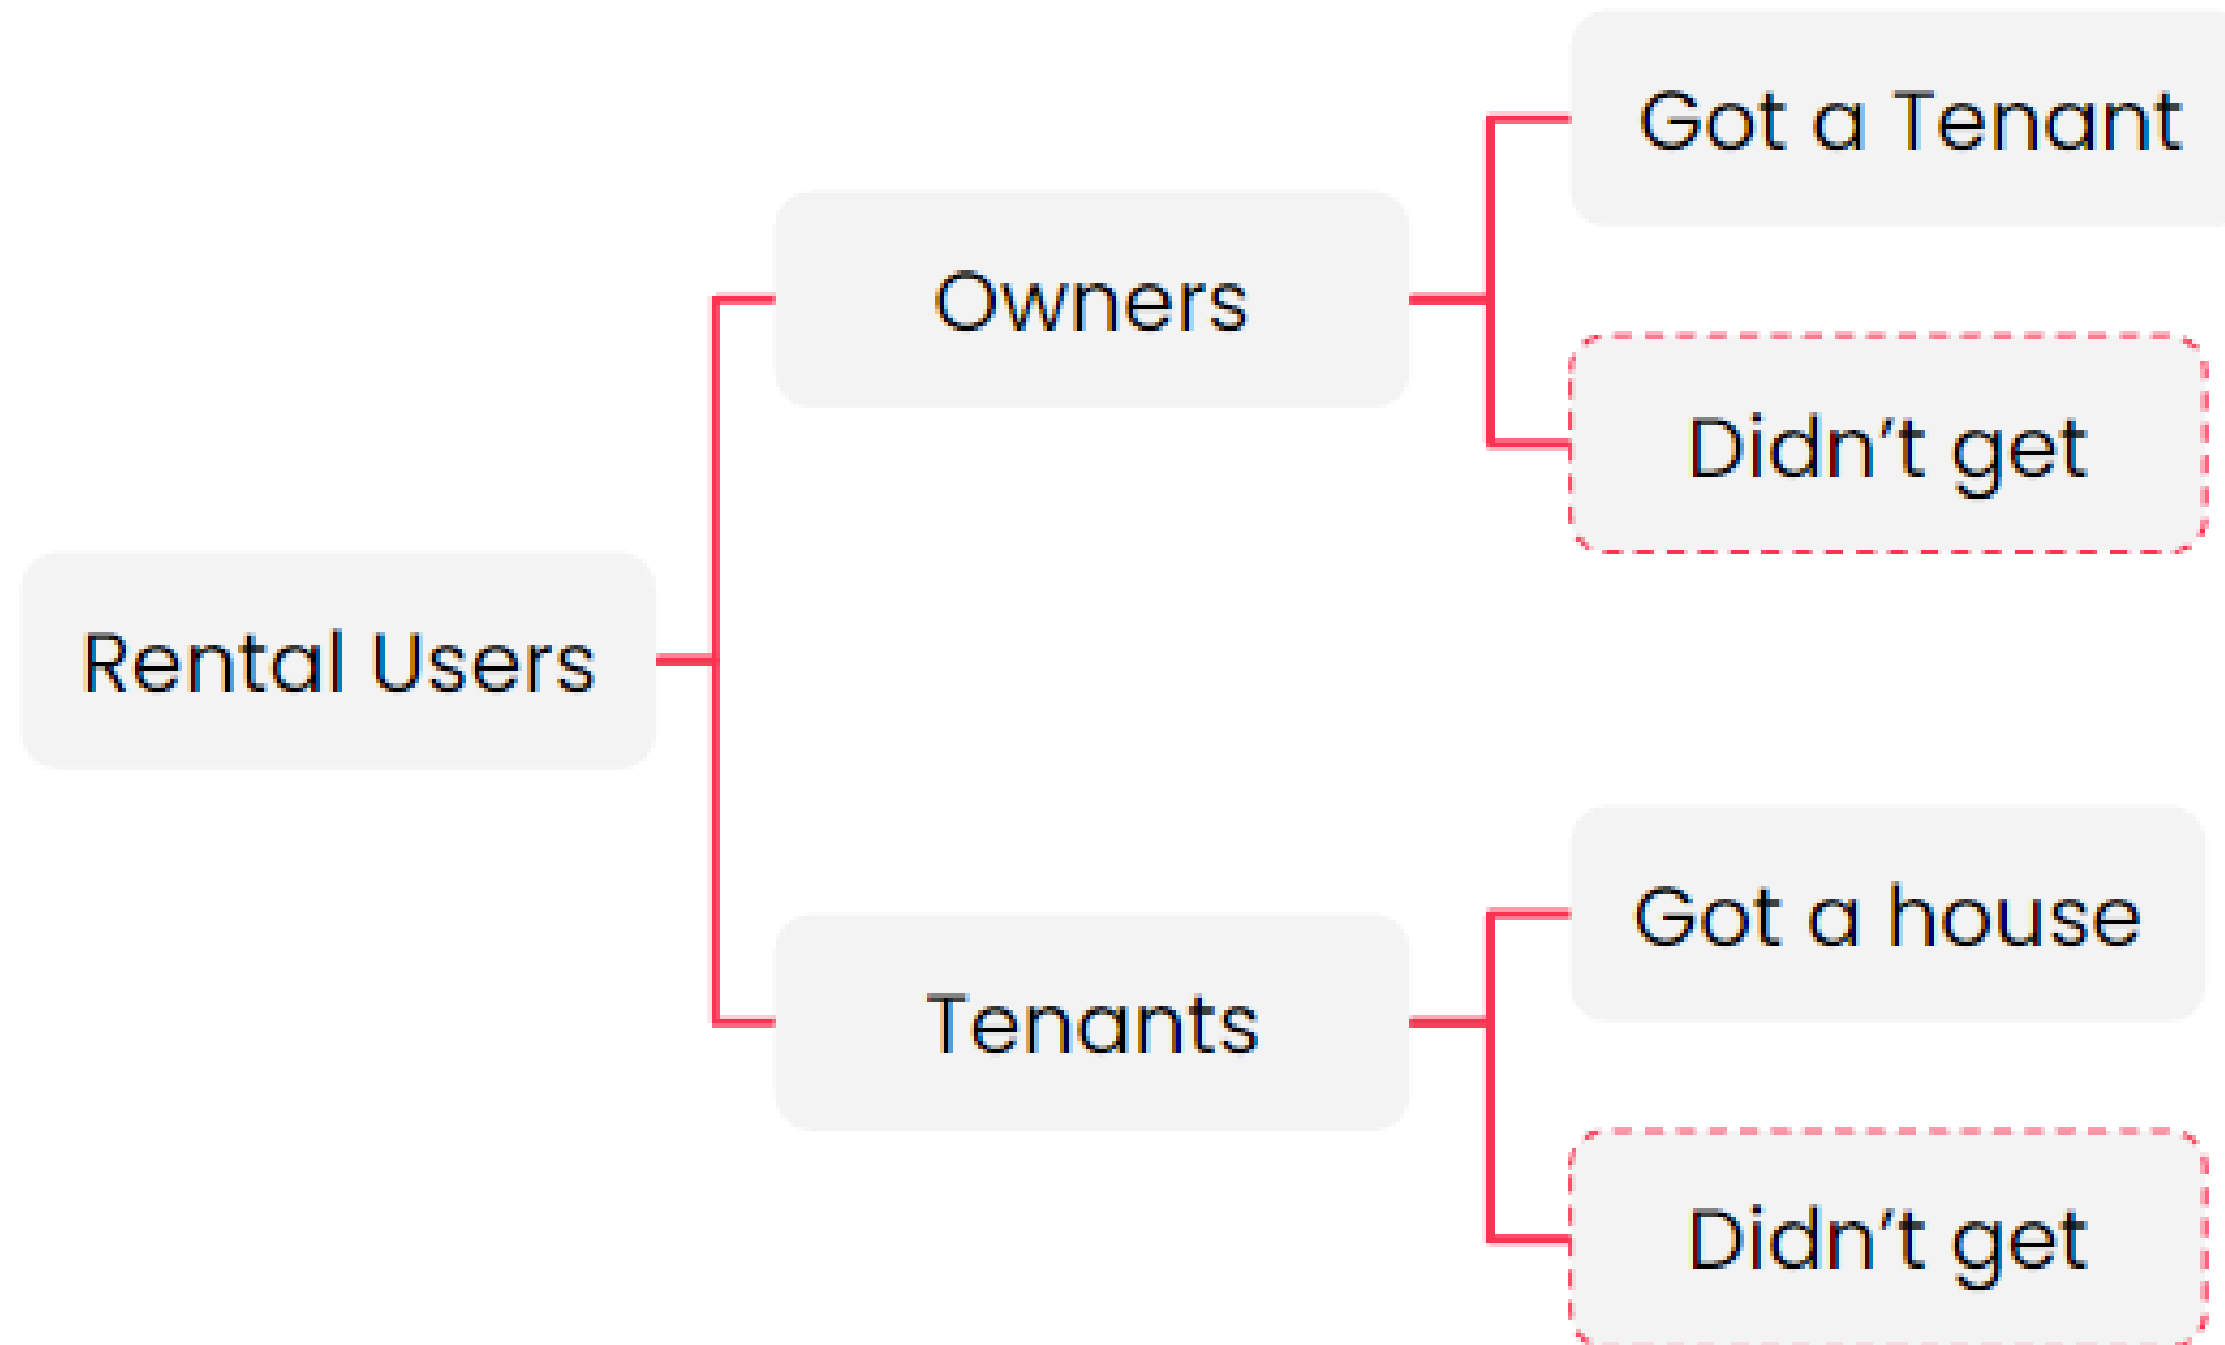 Got a Tenant
Owners
Didn’t get
Rental Users
Got a house
Tenants
Didn’t get